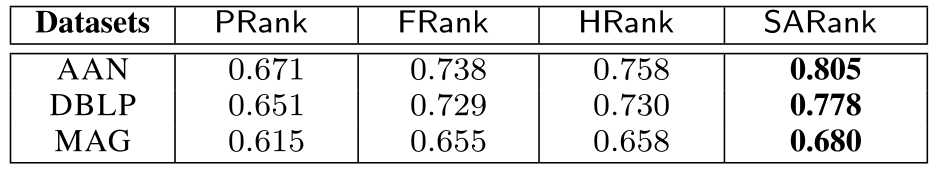 Datasets PRank FRank HRank SARank
AAN 0.671 0.738 0.758 0.805
DBLP 0.651 0.729 0.730 0.778
MAG 0.615 0.655 0.658 0.680